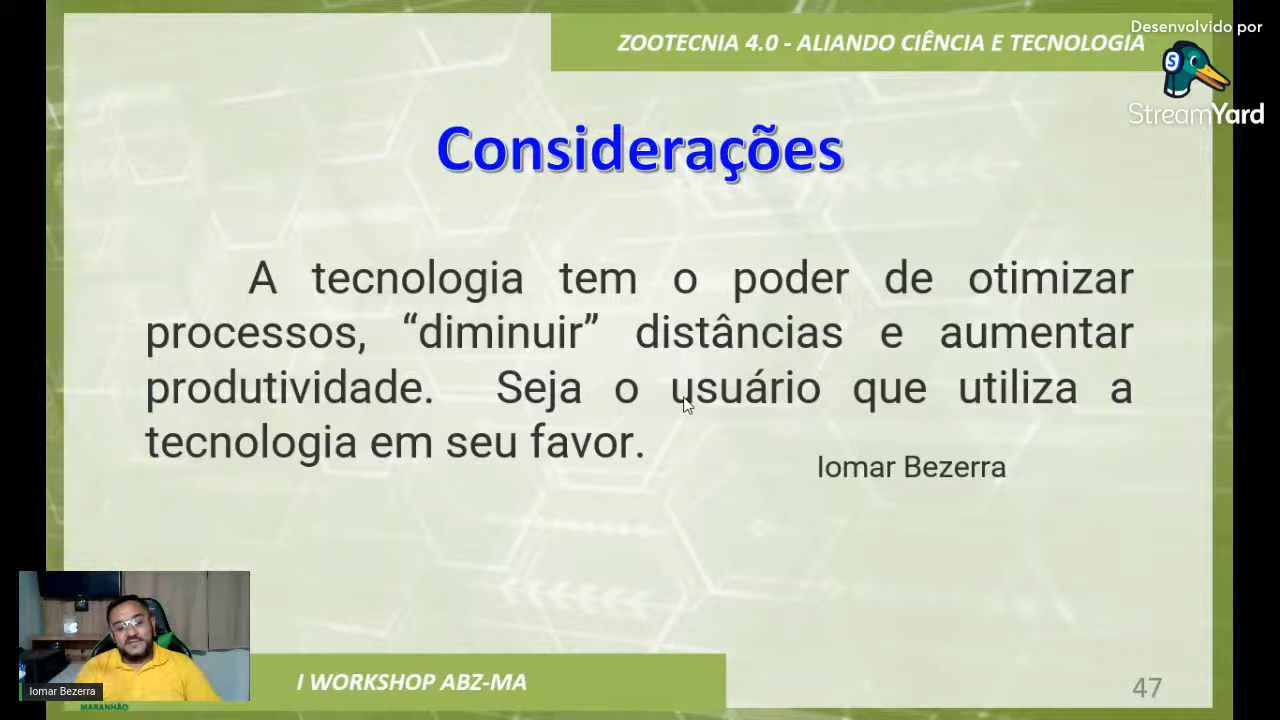 ZOOTECNIA 4.0 - ALIANDO CIÊNCIA E TECNOLOGIA
Desenvolvido por
S
StreamYard
Considerações
A tecnologia tem o poder de otimizar
processos, “diminuir” distâncias e aumentar
produtividade. Seja o usuário que utiliza a
tecnologia em seu favor.
Iomar Bezerra
Iomar Bezerra
MARANHÃO
I WORKSHOP ABZ-MA
47